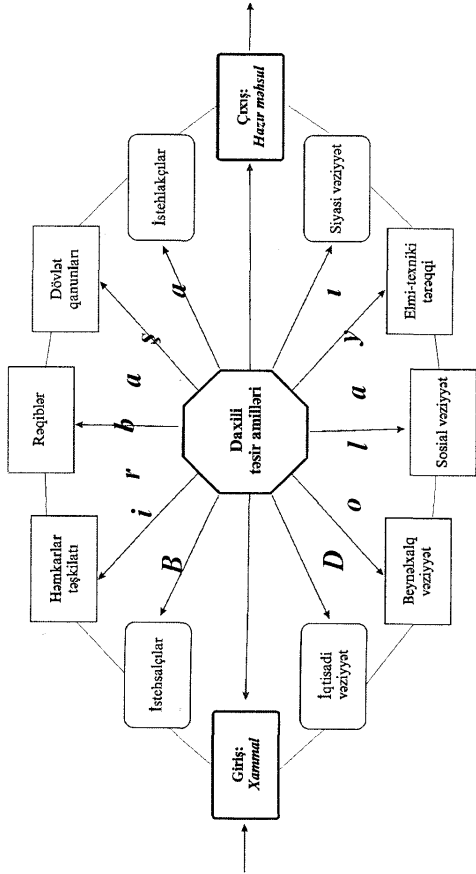 Rəqiblər
Həmkarlar
təşkilatı
Dövlət
qanunları
İstehsalçılar
İstehlakçılar
B i r b a ş a
Giriş:
Xammal
Daxili
təsir amilləri
Çıxış:
Hazır məhsul
D o l a y ı
İqtisadi
vəziyyət
Siyasi vəziyyət
Beynəlxalq
vəziyyət
Elmi-texniki
tərəqqi
Sosial vəziyyət